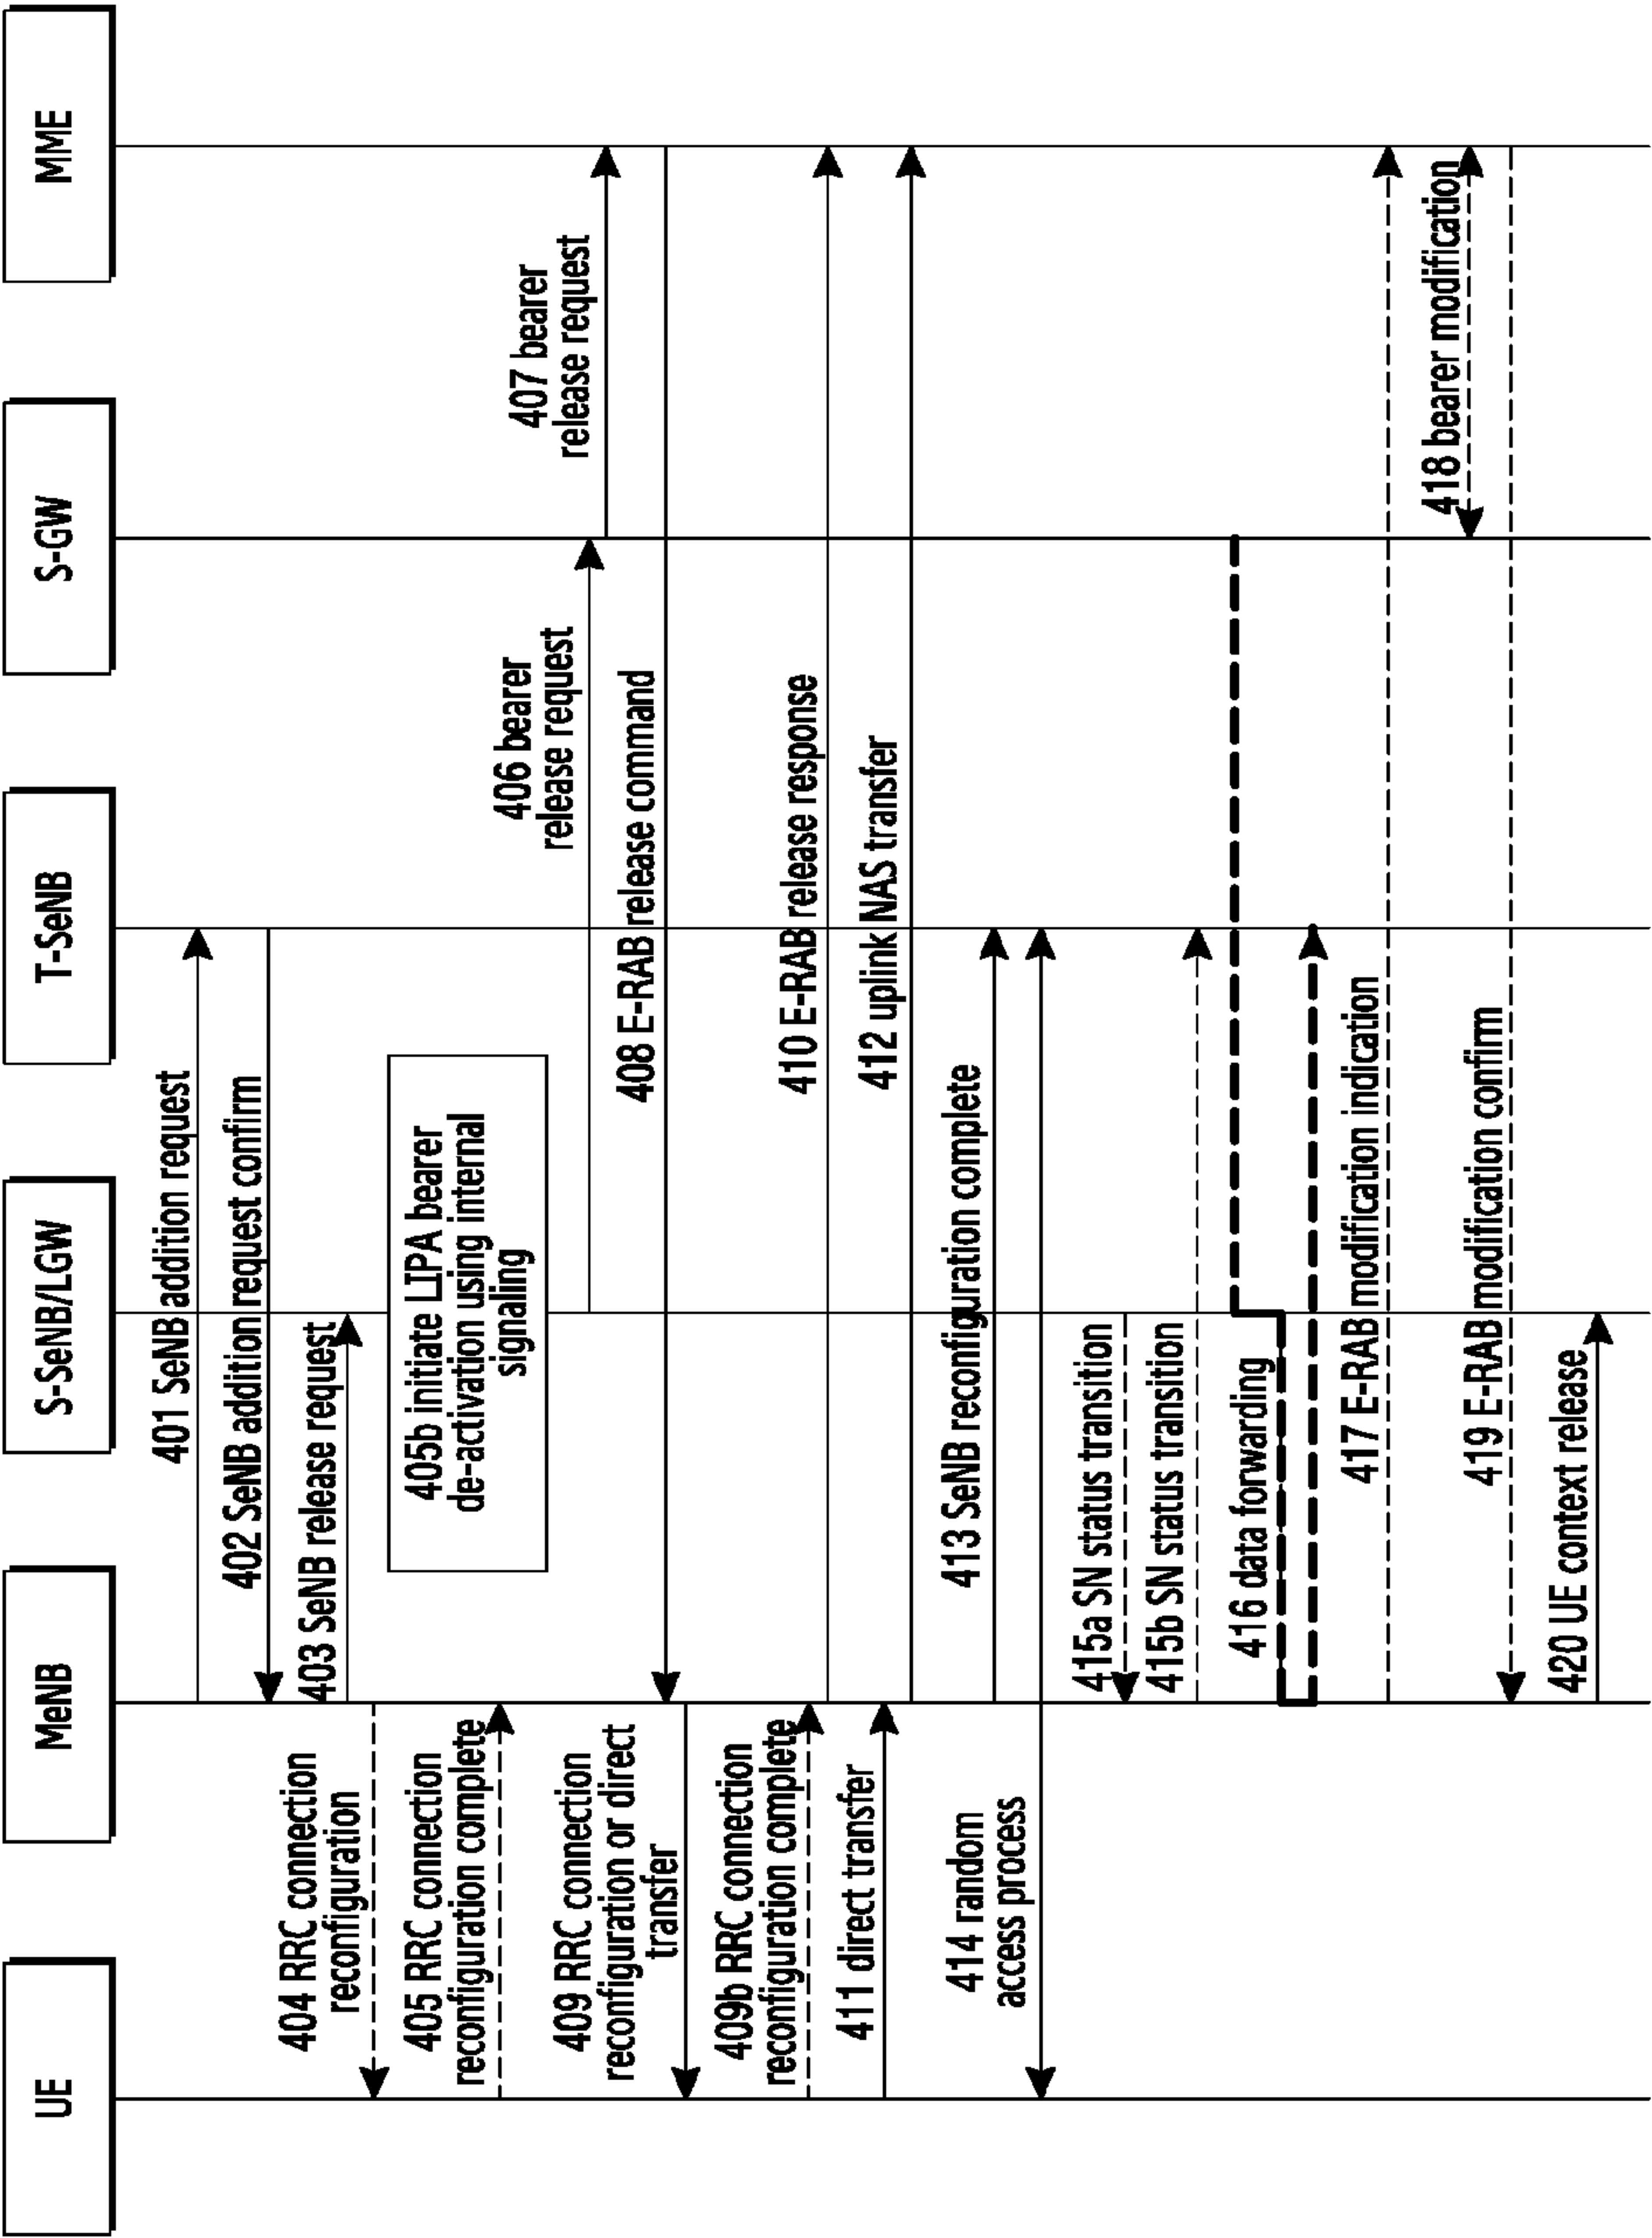 UE
MeNB
S-SeNB/LGW
T-SeNB
S-GW
MME
401 SeNB addition request
402 SeNB addition request confirm
403 SeNB release request
404 RRC connection
reconfiguration
405 RRC connection
reconfiguration complete
405b initiate LIPA bearer
de-activation using internal
signaling
406 bearer
release request
407 bearer
release request
408 E-RAB release command
409 RRC connection
reconfiguration or direct
transfer
409b RRC connection
reconfiguration complete
410 E-RAB release response
411 direct transfer
412 uplink NAS transfer
413 SeNB reconfiguration complete
414 random
access process
415a SN status transition
415b SN status transition
416 data forwarding
417 E-RAB modification indication
418 bearer modification
419 E-RAB modification confirm
420 UE context release